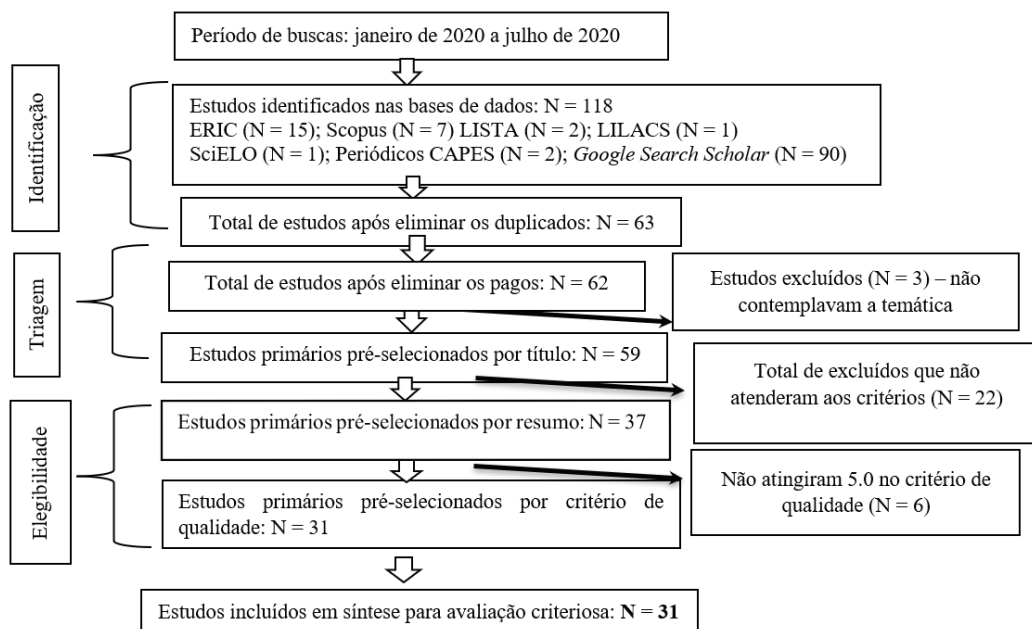 Período de buscas: janeiro de 2020 a julho de 2020
Identificação
Estudos identificados nas bases de dados: N = 118
ERIC (N = 15); Scopus (N = 7) LISTA (N = 2); LILACS (N = 1)
SciELO (N = 1); Periódicos CAPES (N = 2); Google Search Scholar (N = 90)
Total de estudos após eliminar os duplicados: N = 63
Triagem
Total de estudos após eliminar os pagos: N = 62
Estudos excluídos (N = 3) – não
contemplavam a temática
Estudos primários pré-selecionados por título: N = 59
Total de excluídos que não
atenderam aos critérios (N = 22)
Elegibilidade
Estudos primários pré-selecionados por resumo: N = 37
Não atingiram 5.0 no critério de
qualidade (N = 6)
Estudos primários pré-selecionados por critério de
qualidade: N = 31
Estudos incluídos em síntese para avaliação criteriosa: N = 31